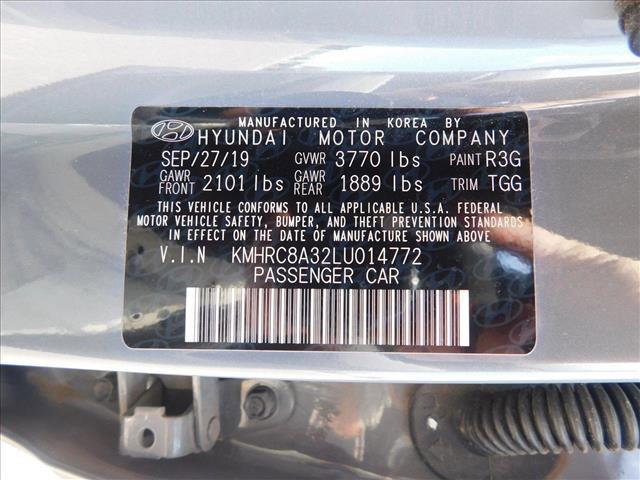 MANUFACTURED IN KOREA BY
HYUNDAI MOTOR COMPANY
SEP/27/19 GVWR 3770 lbs PAINT R3G
GAWR FRONT 2101 lbs GAWR REAR 1889 lbs TRIM TGG
THIS VEHICLE CONFORMS TO ALL APPLICABLE U.S.A. FEDERAL
MOTOR VEHICLE SAFETY, BUMPER, AND THEFT PREVENTION STANDARDS
IN EFFECT ON THE DATE OF MANUFACTURE SHOWN ABOVE.
V.I.N KMHRC8A32LU014772
PASSENGER CAR